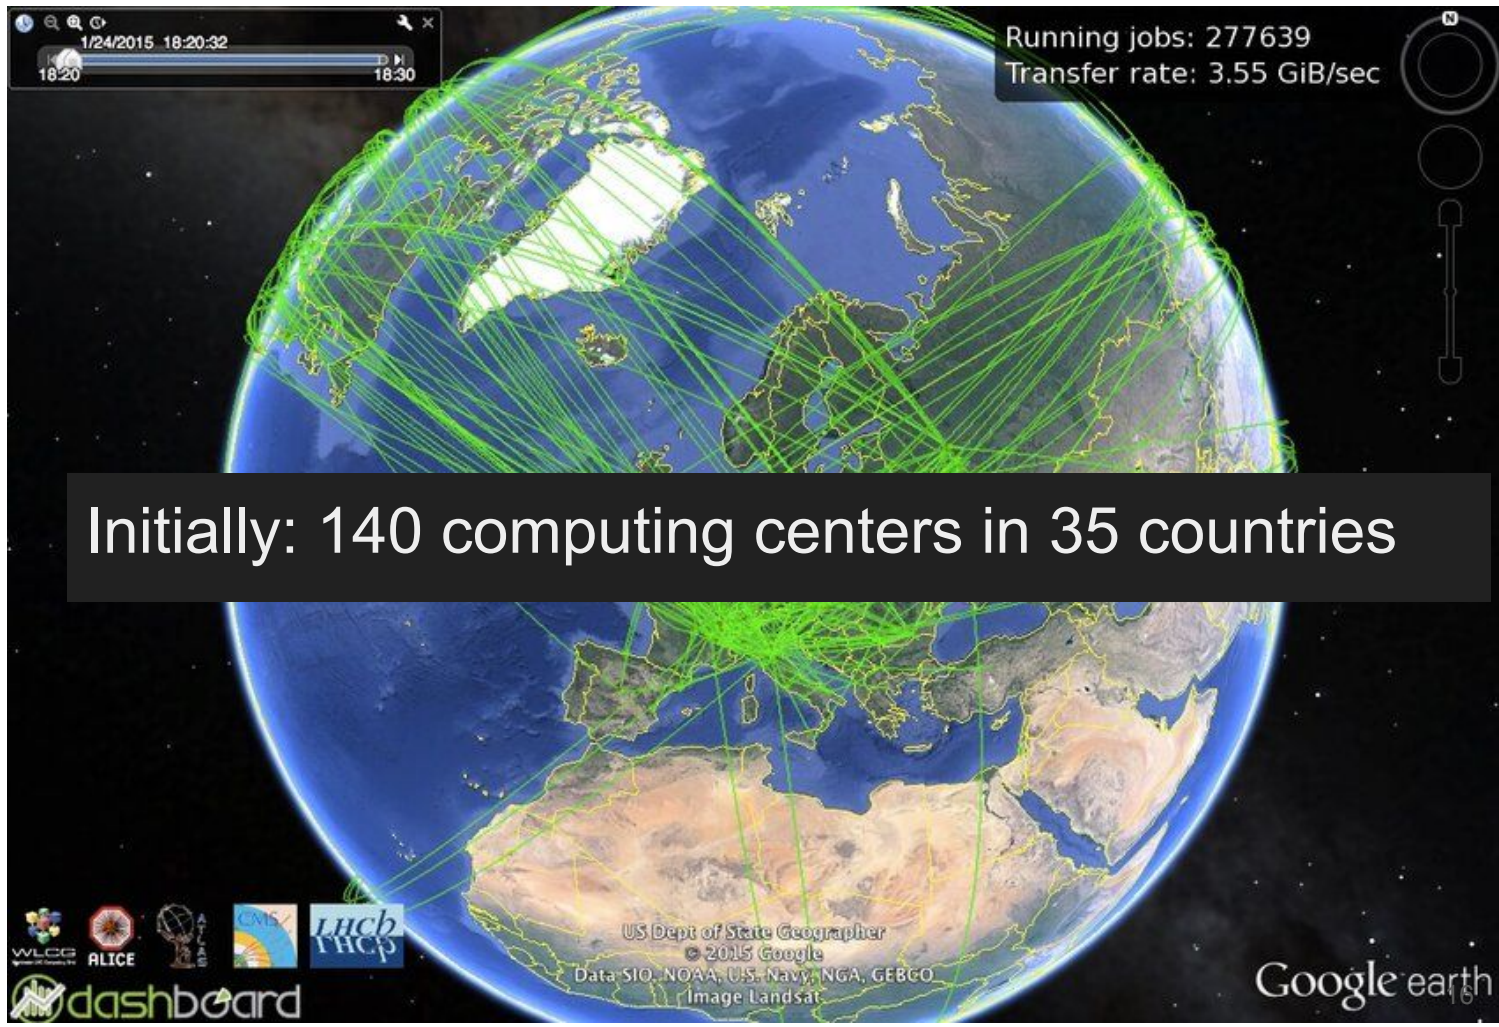 1/24/2015 18:20:32
18:20
18:30
Running jobs: 277639
Transfer rate: 3.55 GiB/sec
N
Initially: 140 computing centers in 35 countries
WLCG
ALICE
ATLAS
CMS
LHCb
dashboard
US Dept of State Geographer
© 2015 Google
Data SIO, NOAA, U.S. Navy, NGA, GEBCO
Image Landsat
Google earth
16